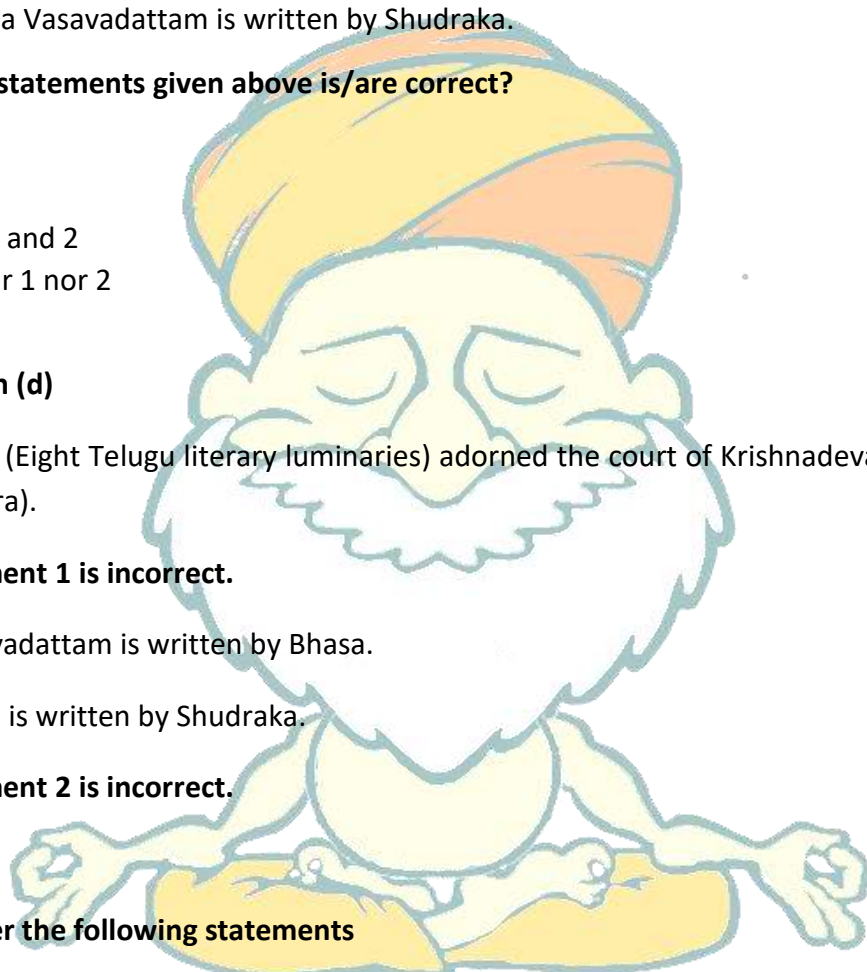 a Vasavadattam is written by Shudraka.
statements given above is/are correct?
and 2
r 1 nor 2
n (d)
(Eight Telugu literary luminaries) adorned the court of Krishnadeva
ra).
ent 1 is incorrect.
vadattam is written by Bhasa.
is written by Shudraka.
ent 2 is incorrect.
er the following statements